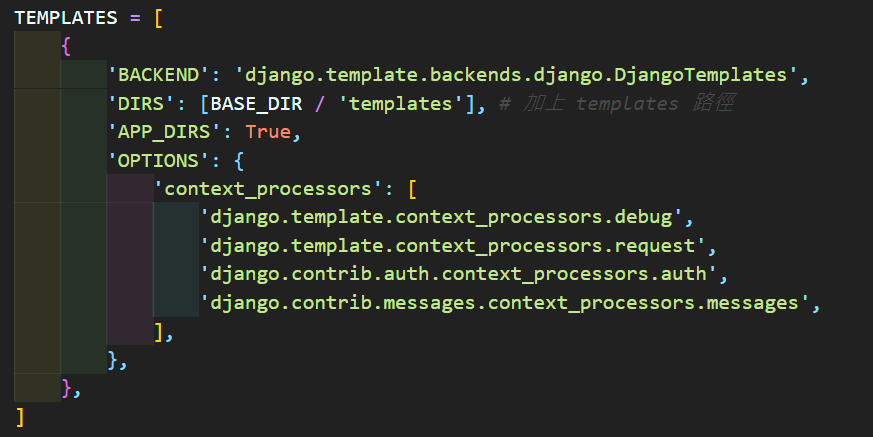 TEMPLATES = [
    {
        'BACKEND': 'django.template.backends.django.DjangoTemplates',
        'DIRS': [BASE_DIR / 'templates'], # 加上 templates 路徑
        'APP_DIRS': True,
        'OPTIONS': {
            'context_processors': [
                'django.template.context_processors.debug',
                'django.template.context_processors.request',
                'django.contrib.auth.context_processors.auth',
                'django.contrib.messages.context_processors.messages',
            ],
        },
    },
]